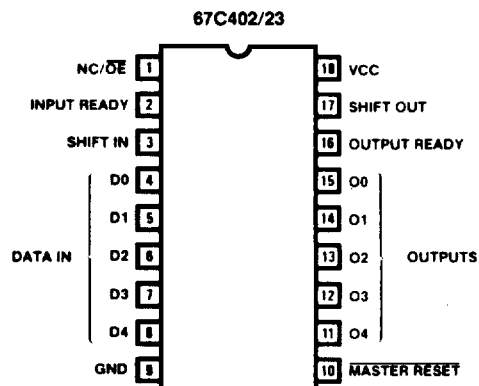 67C402/23
NC/OE 1 18 VCC
INPUT READY 2 17 SHIFT OUT
SHIFT IN 3 16 OUTPUT READY
D0 4 15 O0
D1 5 14 O1
DATA IN D2 6 13 O2 OUTPUTS
D3 7 12 O3
D4 8 11 O4
GND 9 10 MASTER RESET